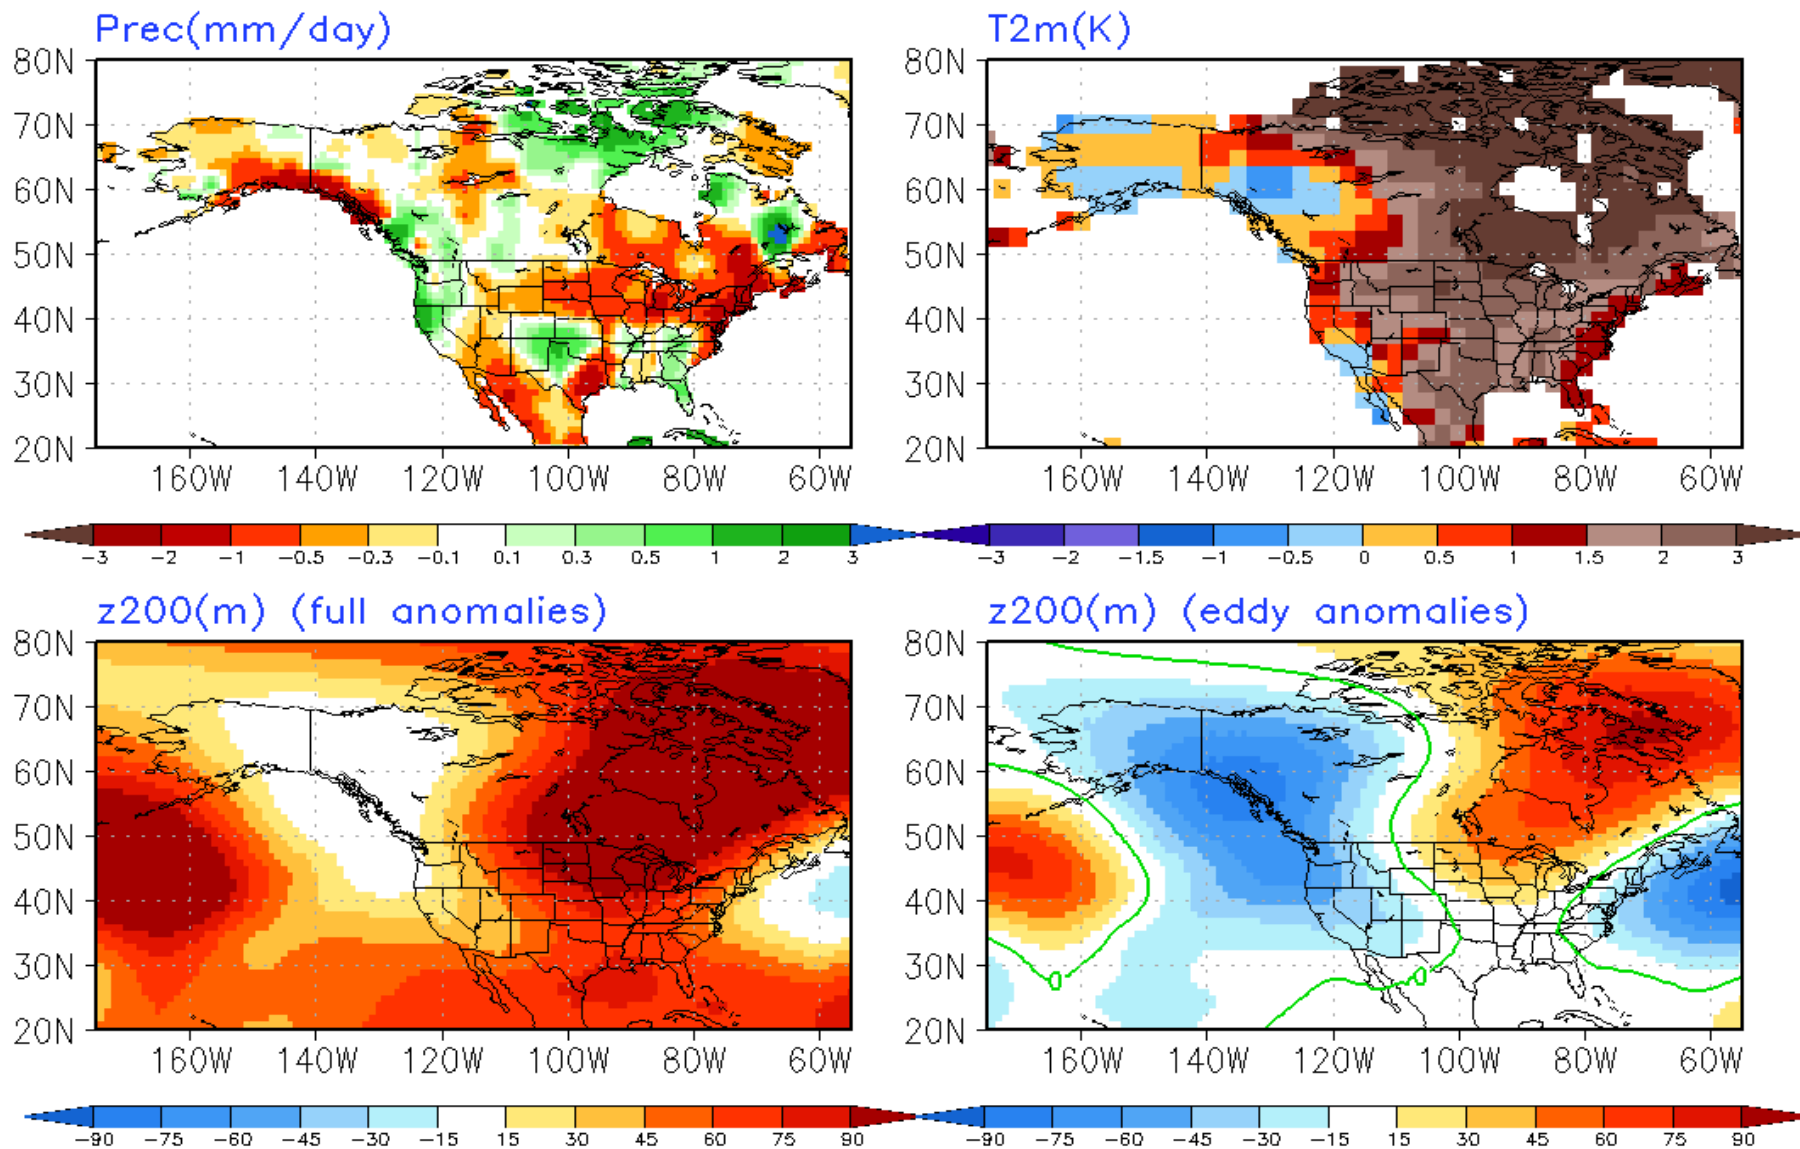 Prec(mm/day)
80N
70N
60N
50N
40N
30N
20N
160W 140W 120W 100W 80W 60W
-3 -2 -1 -0.5 -0.3 -0.1 0.1 0.3 0.5 1 2 3
T2m(K)
80N
70N
60N
50N
40N
30N
20N
160W 140W 120W 100W 80W 60W
-3 -2 -1.5 -1 -0.5 0 0.5 1 1.5 2 3
z200(m) (full anomalies)
80N
70N
60N
50N
40N
30N
20N
160W 140W 120W 100W 80W 60W
-90 -75 -60 -45 -30 -15 15 30 45 60 75 90
z200(m) (eddy anomalies)
80N
70N
60N
50N
40N
30N
20N
160W 140W 120W 100W 80W 60W
-90 -75 -60 -45 -30 -15 15 30 45 60 75 90